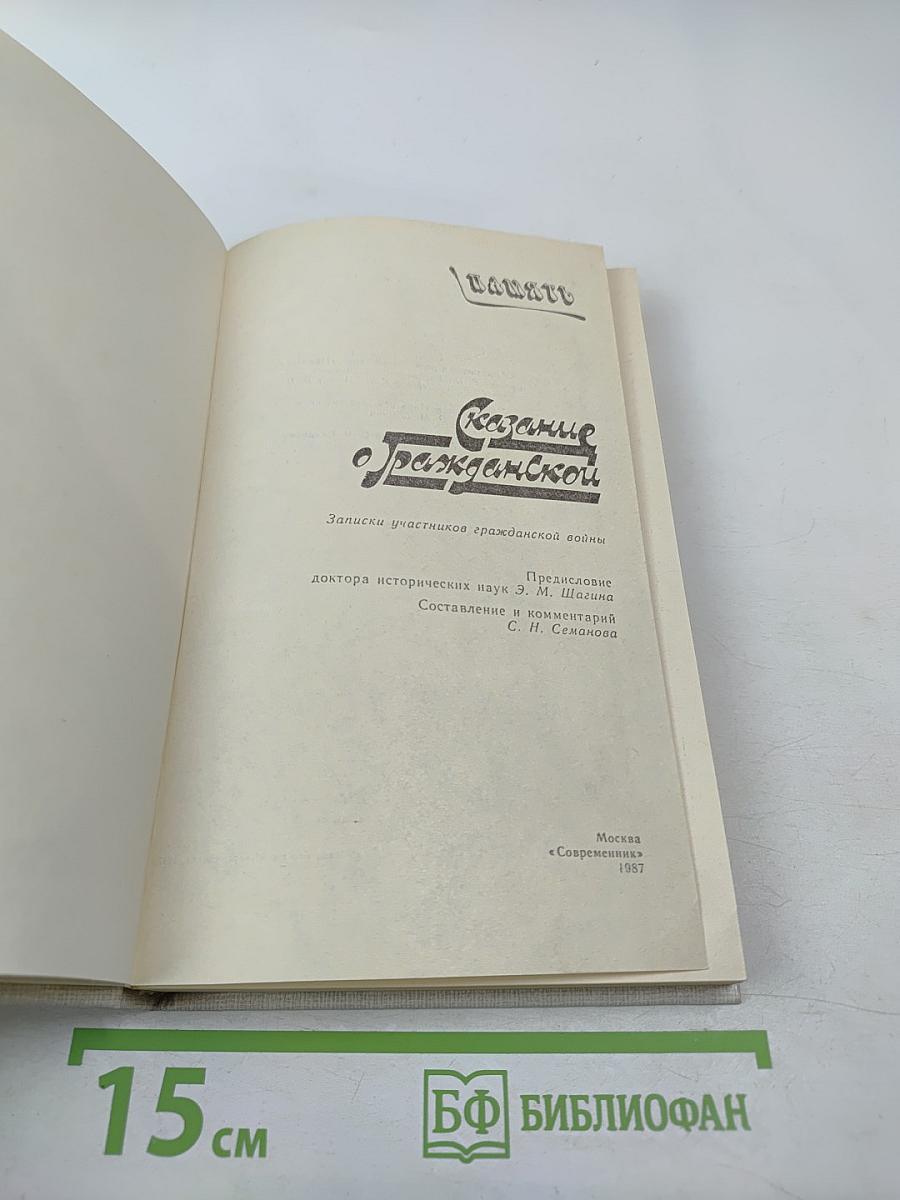 ПАМЯТЬ
Сказание
о Гражданской
Записки участников гражданской войны
Предисловие
доктора исторических наук Э. М. Щагина
Составление и комментарий
С. Н. Семанова
Москва
«Современник»
1987
15 см
БФ БИБЛИОФАН